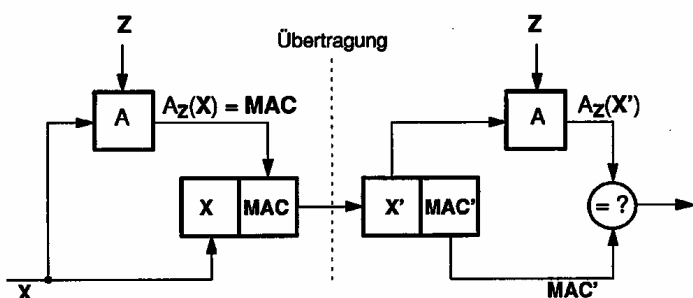 Z
Übertragung
Z
A
A_Z(X) = MAC
A
A_Z(X')
X
MAC
X'
MAC'
= ?
X
MAC'